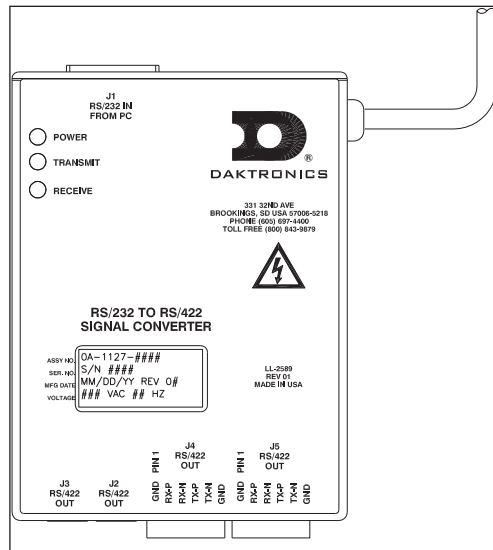 J1
RS/232 IN
FROM PC
POWER
TRANSMIT
RECEIVE
®
DAKTRONICS
331 32ND AVE
BROOKINGS, SD USA 57006-5218
PHONE (605) 697-4400
TOLL FREE (800) 843-9879
RS/232 TO RS/422
SIGNAL CONVERTER
ASSY NO. 0A-1127-####
SER. NO. S/N ####
MFG DATE MM/DD/YY REV 0#
VOLTAGE ### VAC ## HZ
LL-2589
REV 01
MADE IN USA
J3
RS/422
OUT
J2
RS/422
OUT
J4
RS/422
OUT
PIN 1
GND
RX-P
RX-N
TX-P
TX-N
GND
J5
RS/422
OUT
PIN 1
GND
RX-P
RX-N
TX-P
TX-N
GND